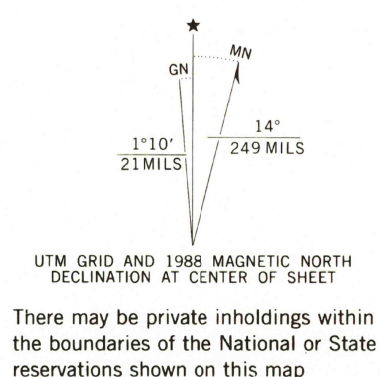 ★
MN
GN
14°
1°10′
249 MILS
21 MILS
UTM GRID AND 1988 MAGNETIC NORTH
DECLINATION AT CENTER OF SHEET
There may be private inholdings within
the boundaries of the National or State
reservations shown on this map